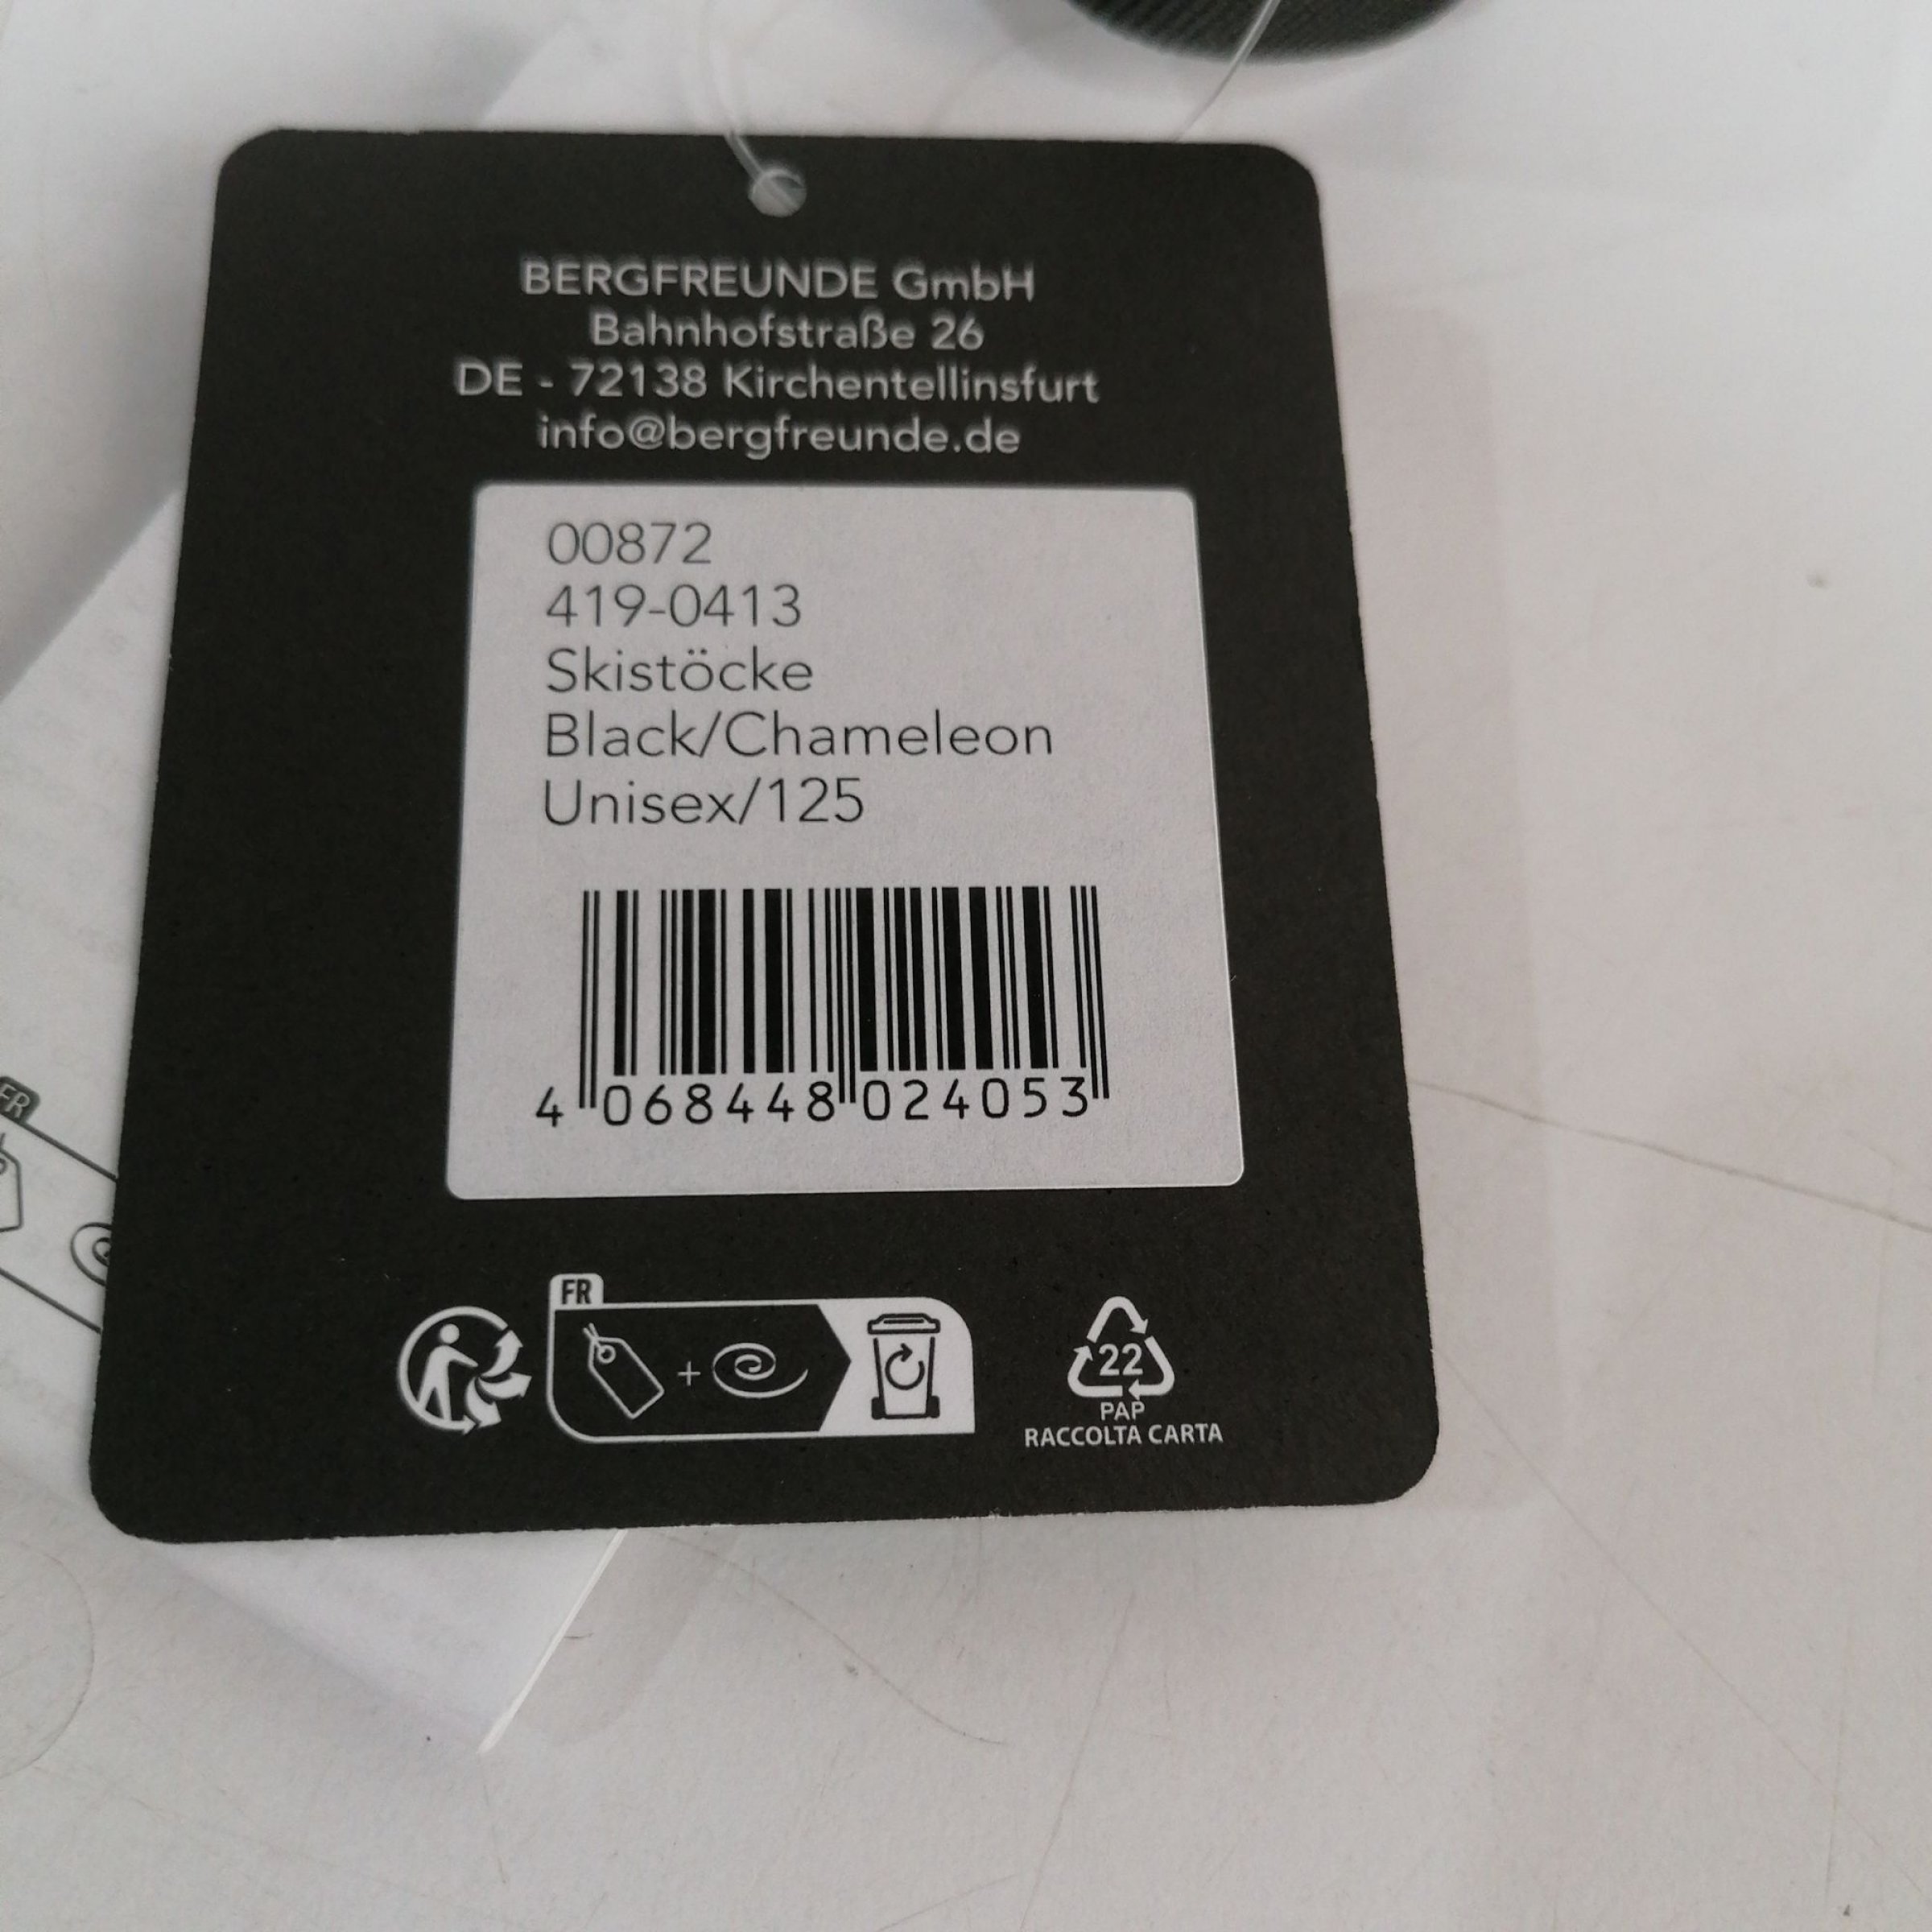 BERGFREUNDE GmbH
Bahnhofstraße 26
DE - 72138 Kirchentellinsfurt
info@bergfreunde.de
00872
419-0413
Skistöcke
Black/Chameleon
Unisex/125
4 068448 024053
FR
FR
22
PAP
RACCOLTA CARTA